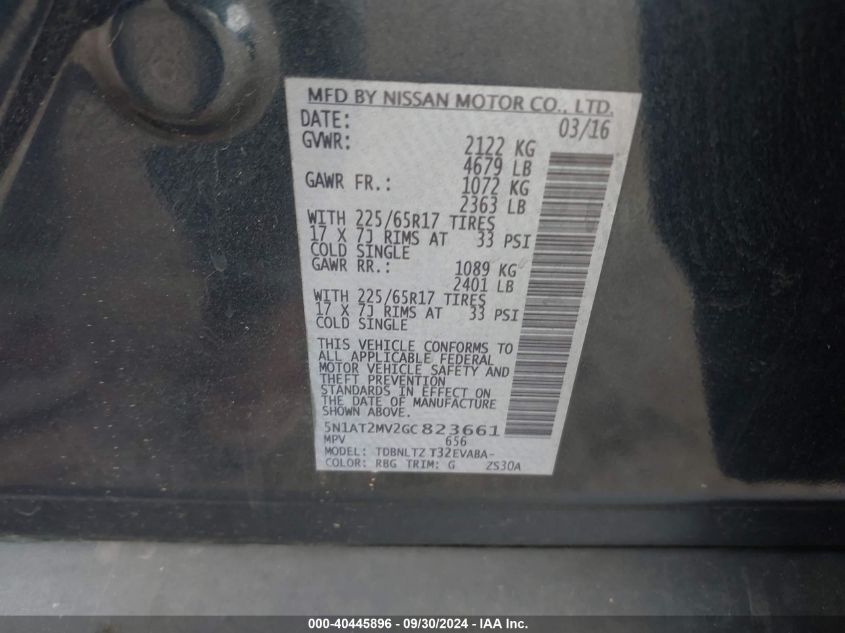 MFD BY NISSAN MOTOR CO., LTD.
DATE: 03/16
GVWR: 2122 KG
4679 LB
GAWR FR.: 1072 KG
2363 LB
WITH 225/65R17 TIRES
17 X 7J RIMS AT 33 PSI
COLD SINGLE
GAWR RR.: 1089 KG
2401 LB
WITH 225/65R17 TIRES
17 X 7J RIMS AT 33 PSI
COLD SINGLE
THIS VEHICLE CONFORMS TO
ALL APPLICABLE FEDERAL
MOTOR VEHICLE SAFETY AND
THEFT PREVENTION
STANDARDS IN EFFECT ON
THE DATE OF MANUFACTURE
SHOWN ABOVE.
5N1AT2MV2GC823661
MPV 656
MODEL: TDBNLTZ T32EVABA-
COLOR: RBG TRIM: G ZS30A
000-40445896 - 09/30/2024 - IAA Inc.